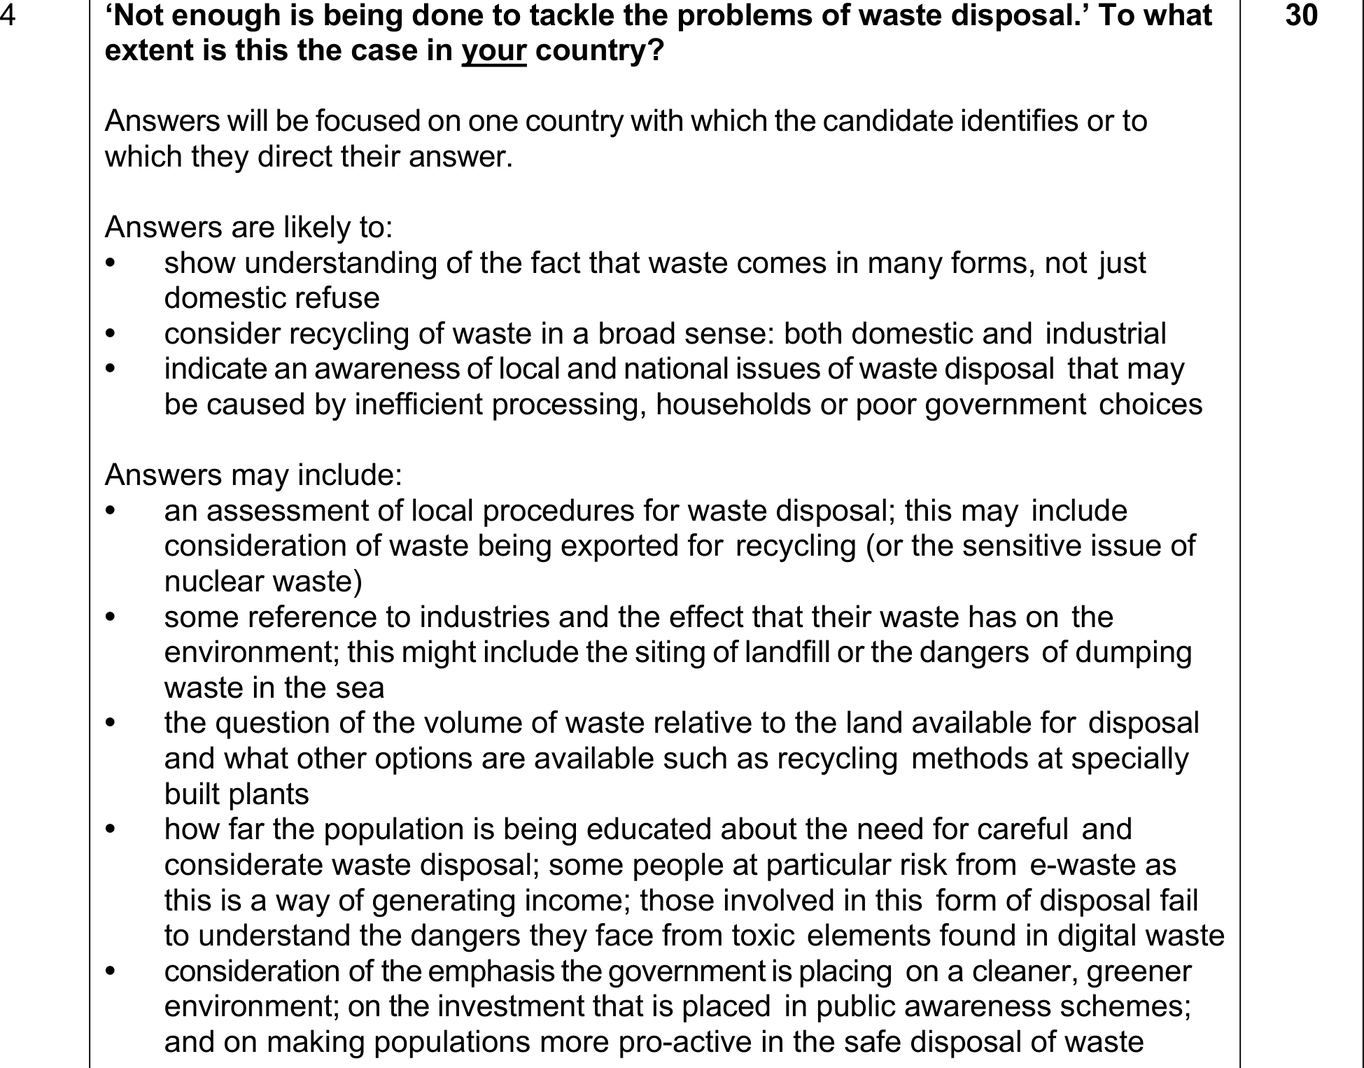 4 ‘Not enough is being done to tackle the problems of waste disposal.’ To what 30
extent is this the case in your country?
Answers will be focused on one country with which the candidate identifies or to
which they direct their answer.
Answers are likely to:
• show understanding of the fact that waste comes in many forms, not just
domestic refuse
• consider recycling of waste in a broad sense: both domestic and industrial
• indicate an awareness of local and national issues of waste disposal that may
be caused by inefficient processing, households or poor government choices
Answers may include:
• an assessment of local procedures for waste disposal; this may include
consideration of waste being exported for recycling (or the sensitive issue of
nuclear waste)
• some reference to industries and the effect that their waste has on the
environment; this might include the siting of landfill or the dangers of dumping
waste in the sea
• the question of the volume of waste relative to the land available for disposal
and what other options are available such as recycling methods at specially
built plants
• how far the population is being educated about the need for careful and
considerate waste disposal; some people at particular risk from e-waste as
this is a way of generating income; those involved in this form of disposal fail
to understand the dangers they face from toxic elements found in digital waste
• consideration of the emphasis the government is placing on a cleaner, greener
environment; on the investment that is placed in public awareness schemes;
and on making populations more pro-active in the safe disposal of waste